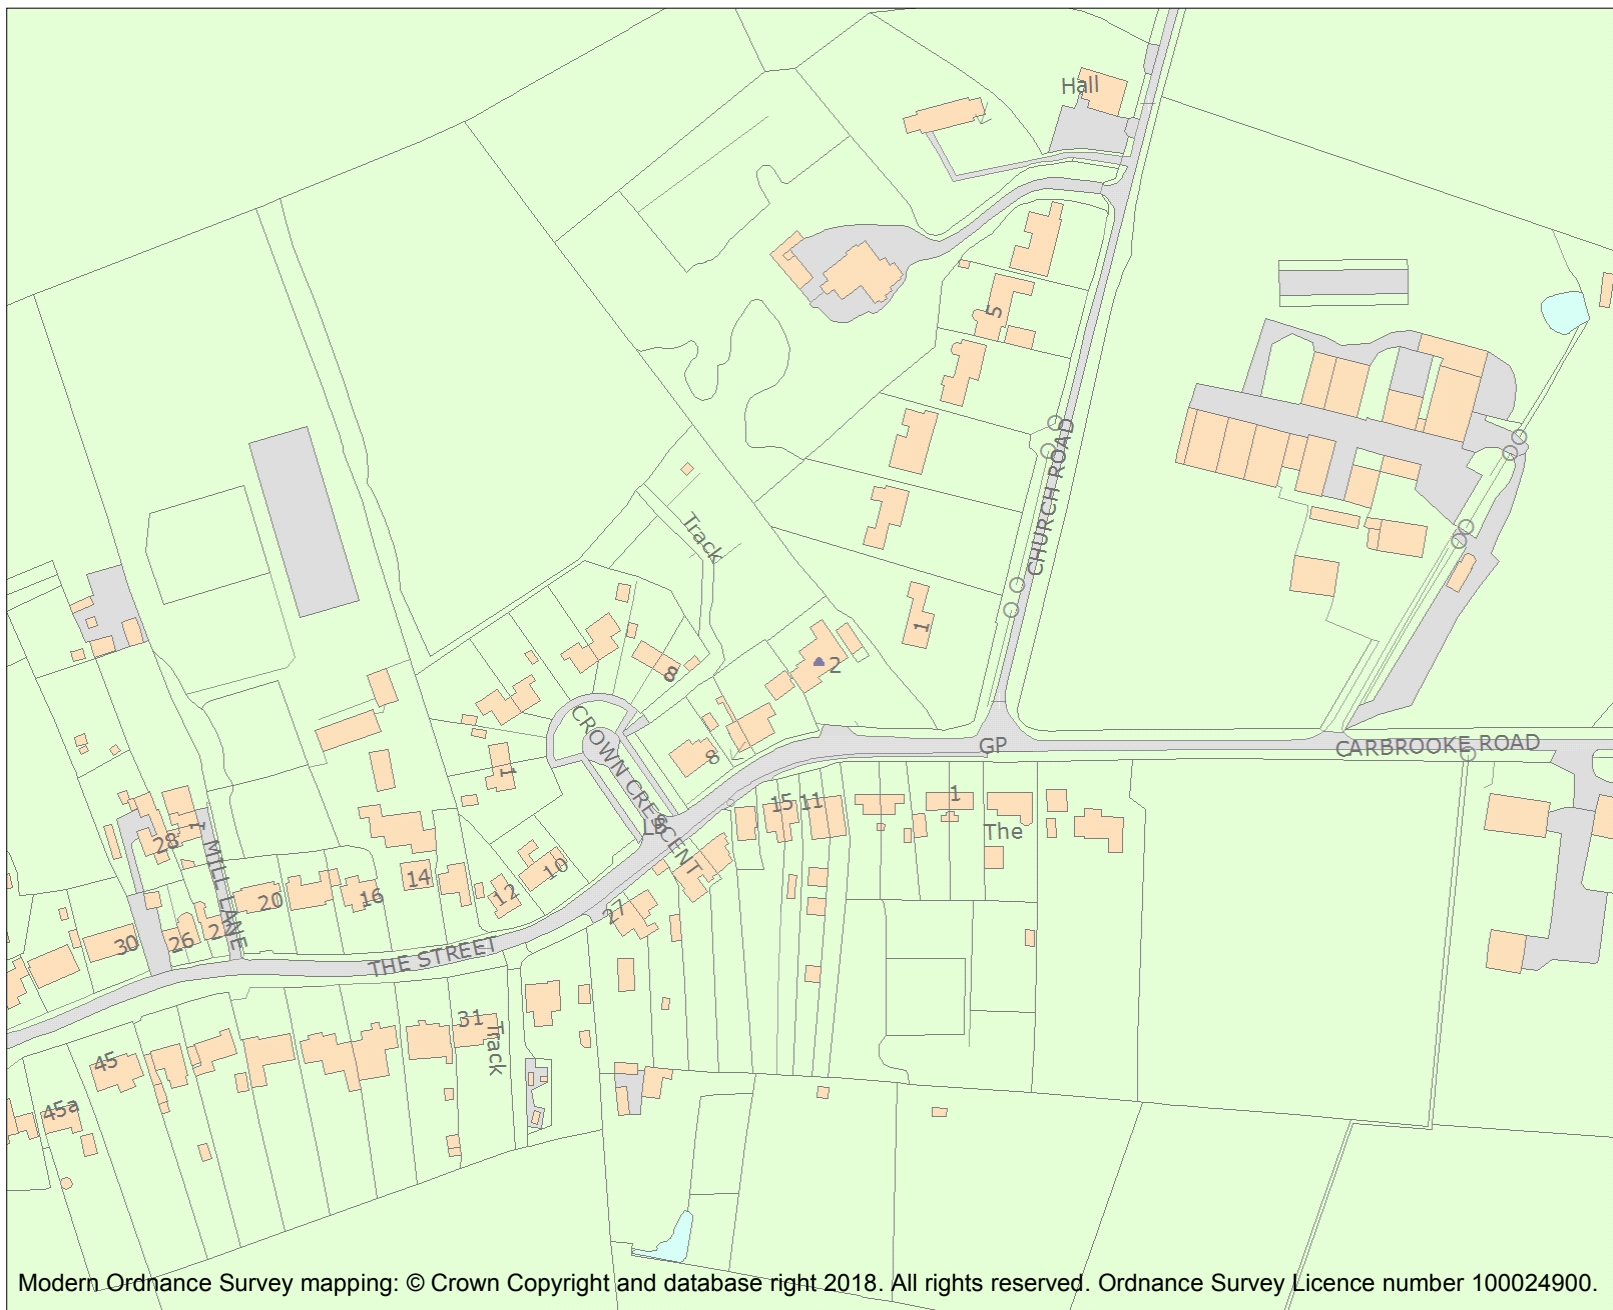 Hall
5
Track
CHURCH ROAD
1
8
2
CROWN CRESCENT
GP
CARBROOKE ROAD
8
1
15
11
1
The
LB
28
1
MILL LANE
20
16
14
12
10
27
30
26
THE STREET
31
Track
45
45a
Modern Ordnance Survey mapping: © Crown Copyright and database right 2018. All rights reserved. Ordnance Survey Licence number 100024900.